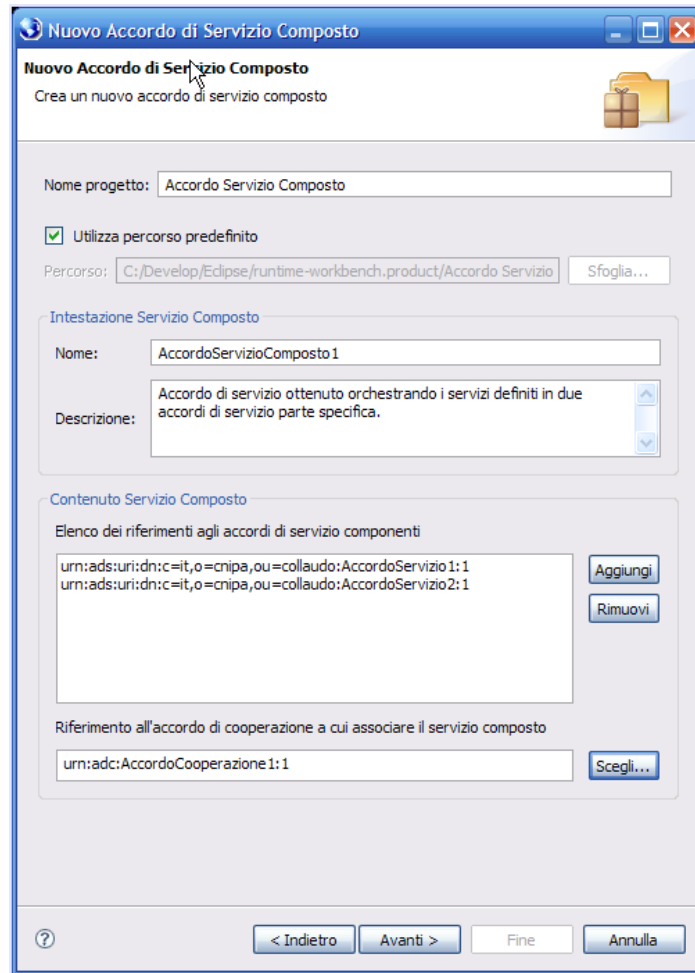 Nuovo Accordo di Servizio Composto
Nuovo Accordo di Servizio Composto
Crea un nuovo accordo di servizio composto
Nome progetto: Accordo Servizio Composto
Utilizza percorso predefinito
Percorso: C:/Develop/Eclipse/runtime-workbench.product/Accordo Servizio Sfoglia...
Intestazione Servizio Composto
Nome: AccordoServizioComposto1
Descrizione: Accordo di servizio ottenuto orchestrando i servizi definiti in due
accordi di servizio parte specifica.
Contenuto Servizio Composto
Elenco dei riferimenti agli accordi di servizio componenti
urn:ads:uri:dn:c=it,o=cnipa,ou=collaudo:AccordoServizio1:1
urn:ads:uri:dn:c=it,o=cnipa,ou=collaudo:AccordoServizio2:1
Aggiungi
Rimuovi
Riferimento all'accordo di cooperazione a cui associare il servizio composto
urn:adc:AccordoCooperazione1:1 Scegli...
? < Indietro Avanti > Fine Annulla